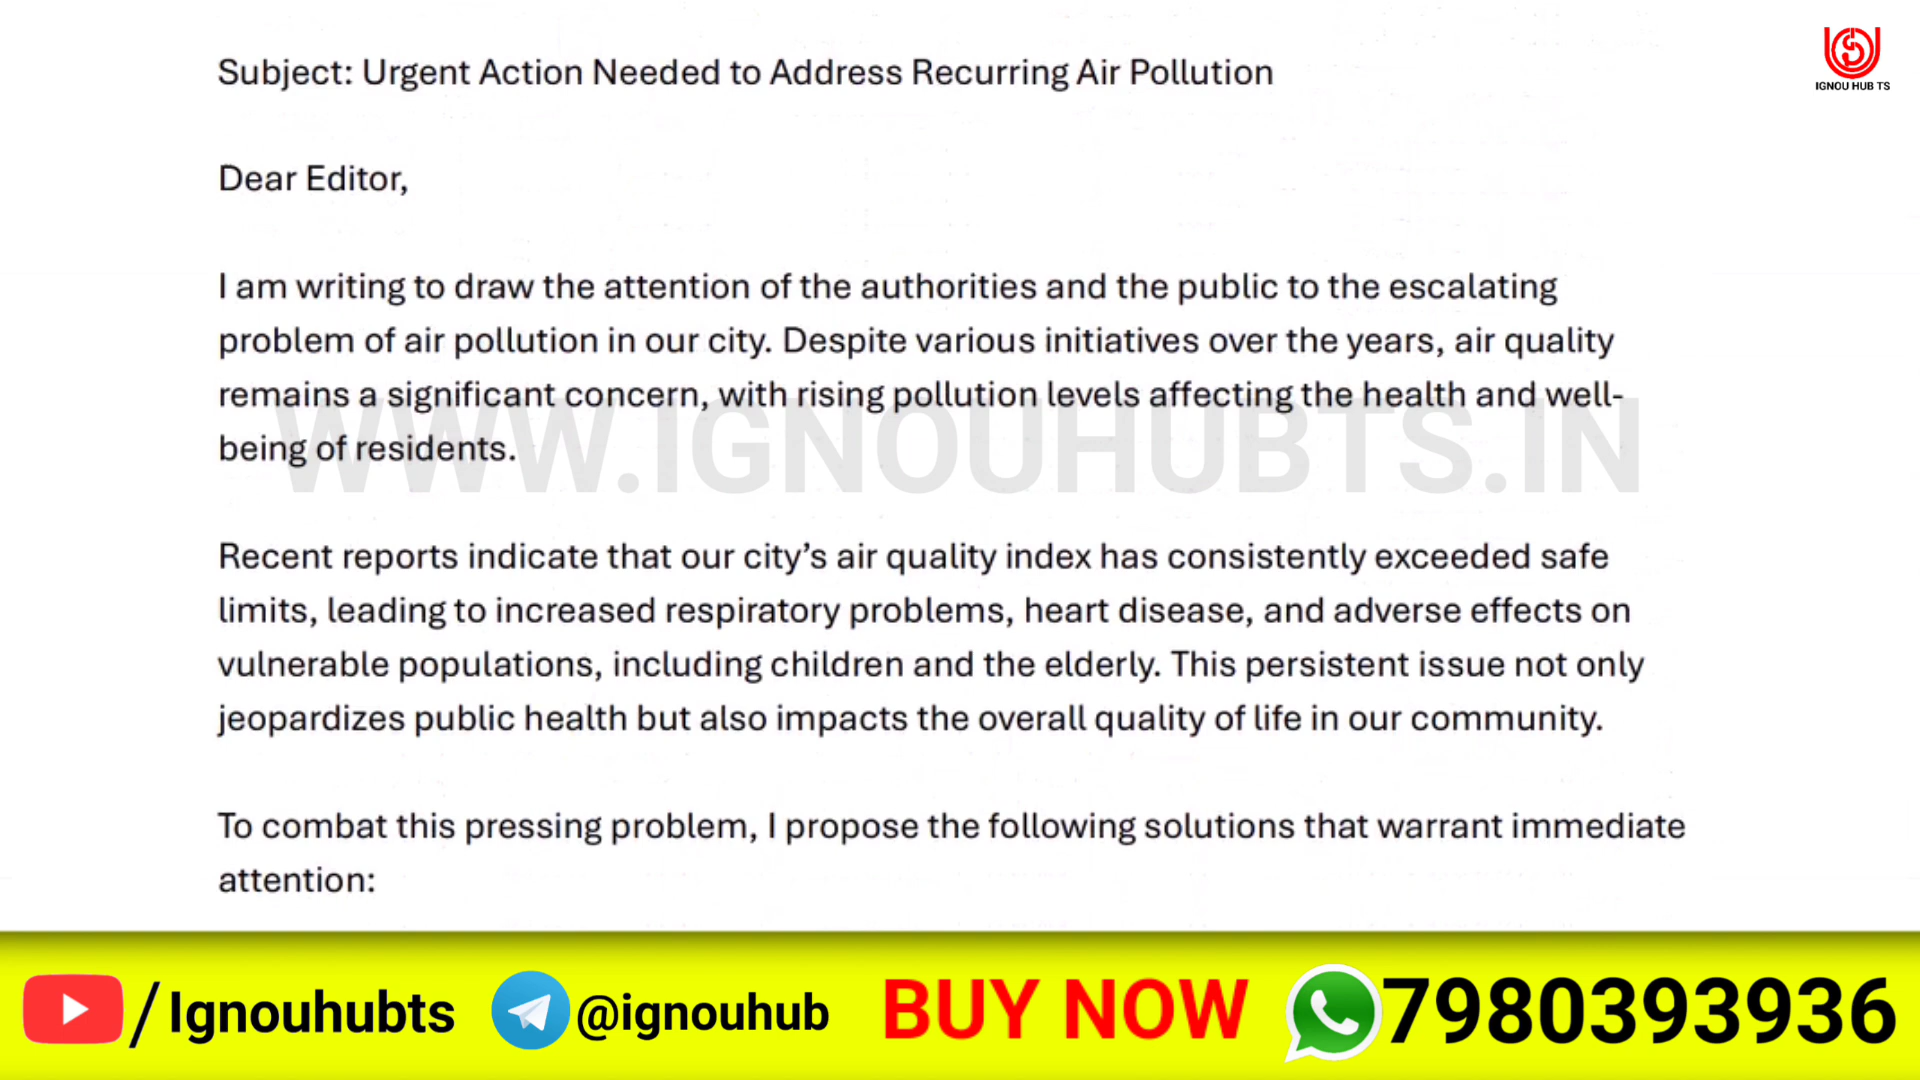 Subject: Urgent Action Needed to Address Recurring Air Pollution
IGNOU HUB TS
Dear Editor,
I am writing to draw the attention of the authorities and the public to the escalating
problem of air pollution in our city. Despite various initiatives over the years, air quality
remains a significant concern, with rising pollution levels affecting the health and well-
being of residents.
WWW.IGNOUHUBTS.IN
Recent reports indicate that our city’s air quality index has consistently exceeded safe
limits, leading to increased respiratory problems, heart disease, and adverse effects on
vulnerable populations, including children and the elderly. This persistent issue not only
jeopardizes public health but also impacts the overall quality of life in our community.
To combat this pressing problem, I propose the following solutions that warrant immediate
attention:
/Ignouhubts @ignouhub BUY NOW 7980393936